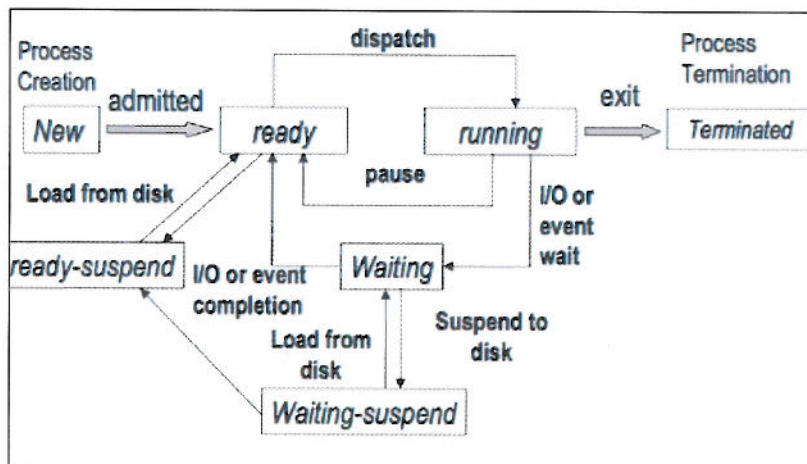 dispatch
Process
Creation
Process
Termination
admitted
exit
New
ready
running
Terminated
pause
Load from disk
I/O or
event
wait
ready-suspend
I/O or event
completion
Waiting
Load from
disk
Suspend to
disk
Waiting-suspend